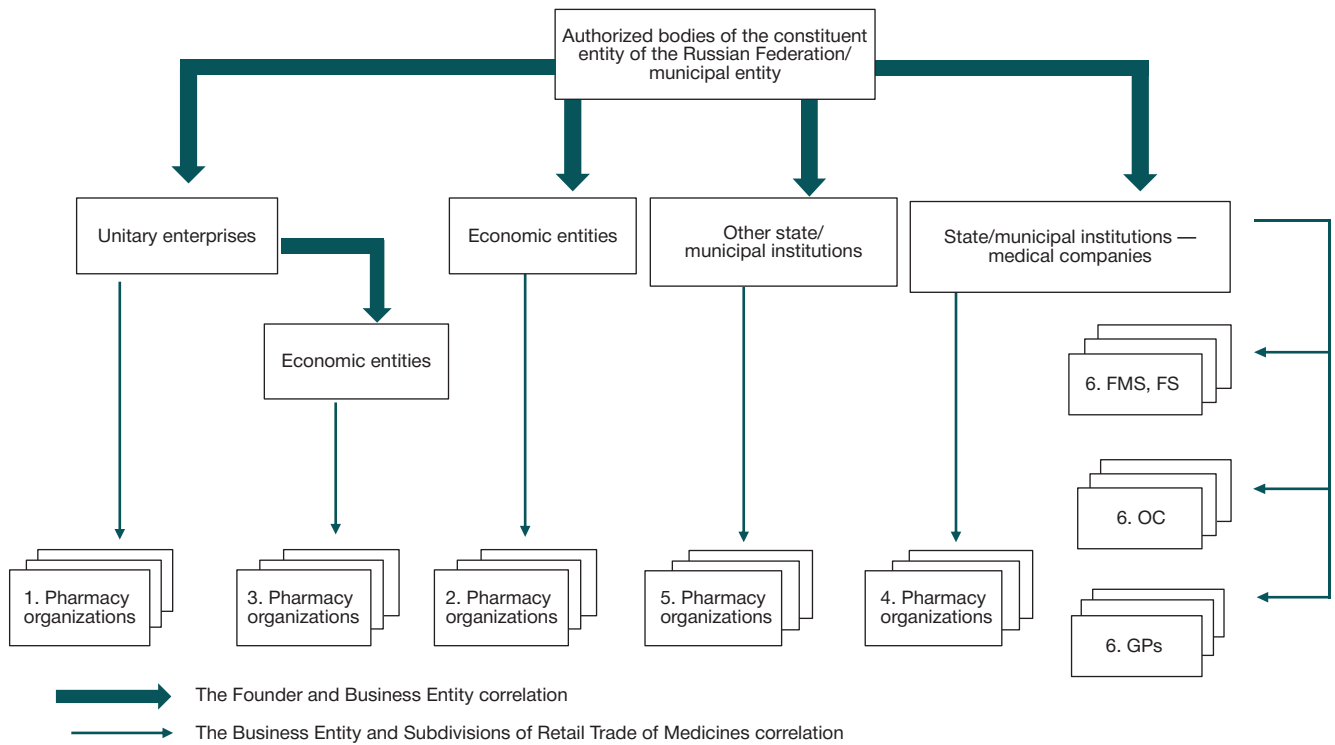 Authorized bodies of the constituent
entity of the Russian Federation/
municipal entity
Unitary enterprises
Economic entities
Other state/
municipal institutions
State/municipal institutions —
medical companies
Economic entities
6. FMS, FS
6. OC
6. GPs
1. Pharmacy
organizations
3. Pharmacy
organizations
2. Pharmacy
organizations
5. Pharmacy
organizations
4. Pharmacy
organizations
The Founder and Business Entity correlation
The Business Entity and Subdivisions of Retail Trade of Medicines correlation